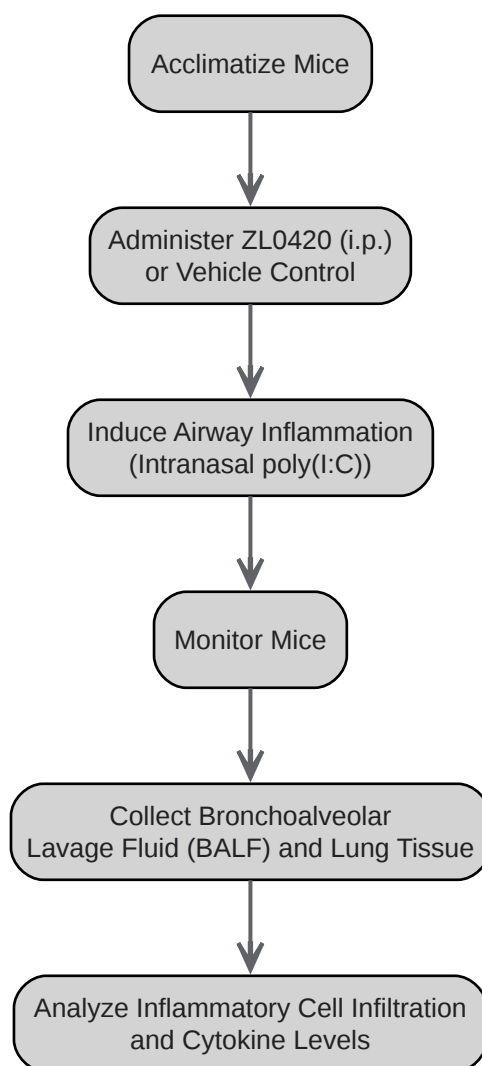 Acclimatize Mice
Administer ZL0420 (i.p.)
or Vehicle Control
Induce Airway Inflammation
(Intranasal poly(I:C))
Monitor Mice
Collect Bronchoalveolar
Lavage Fluid (BALF) and Lung Tissue
Analyze Inflammatory Cell Infiltration
and Cytokine Levels